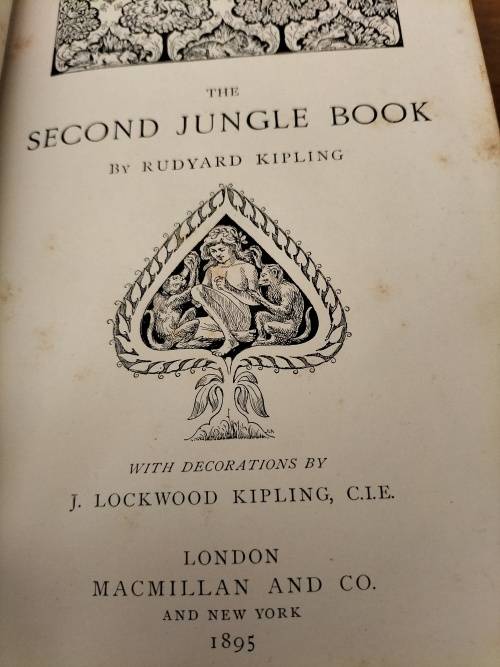 THE
SECOND JUNGLE BOOK
BY RUDYARD KIPLING
WITH DECORATIONS BY
J. LOCKWOOD KIPLING, C.I.E.
LONDON
MACMILLAN AND CO.
AND NEW YORK
1895